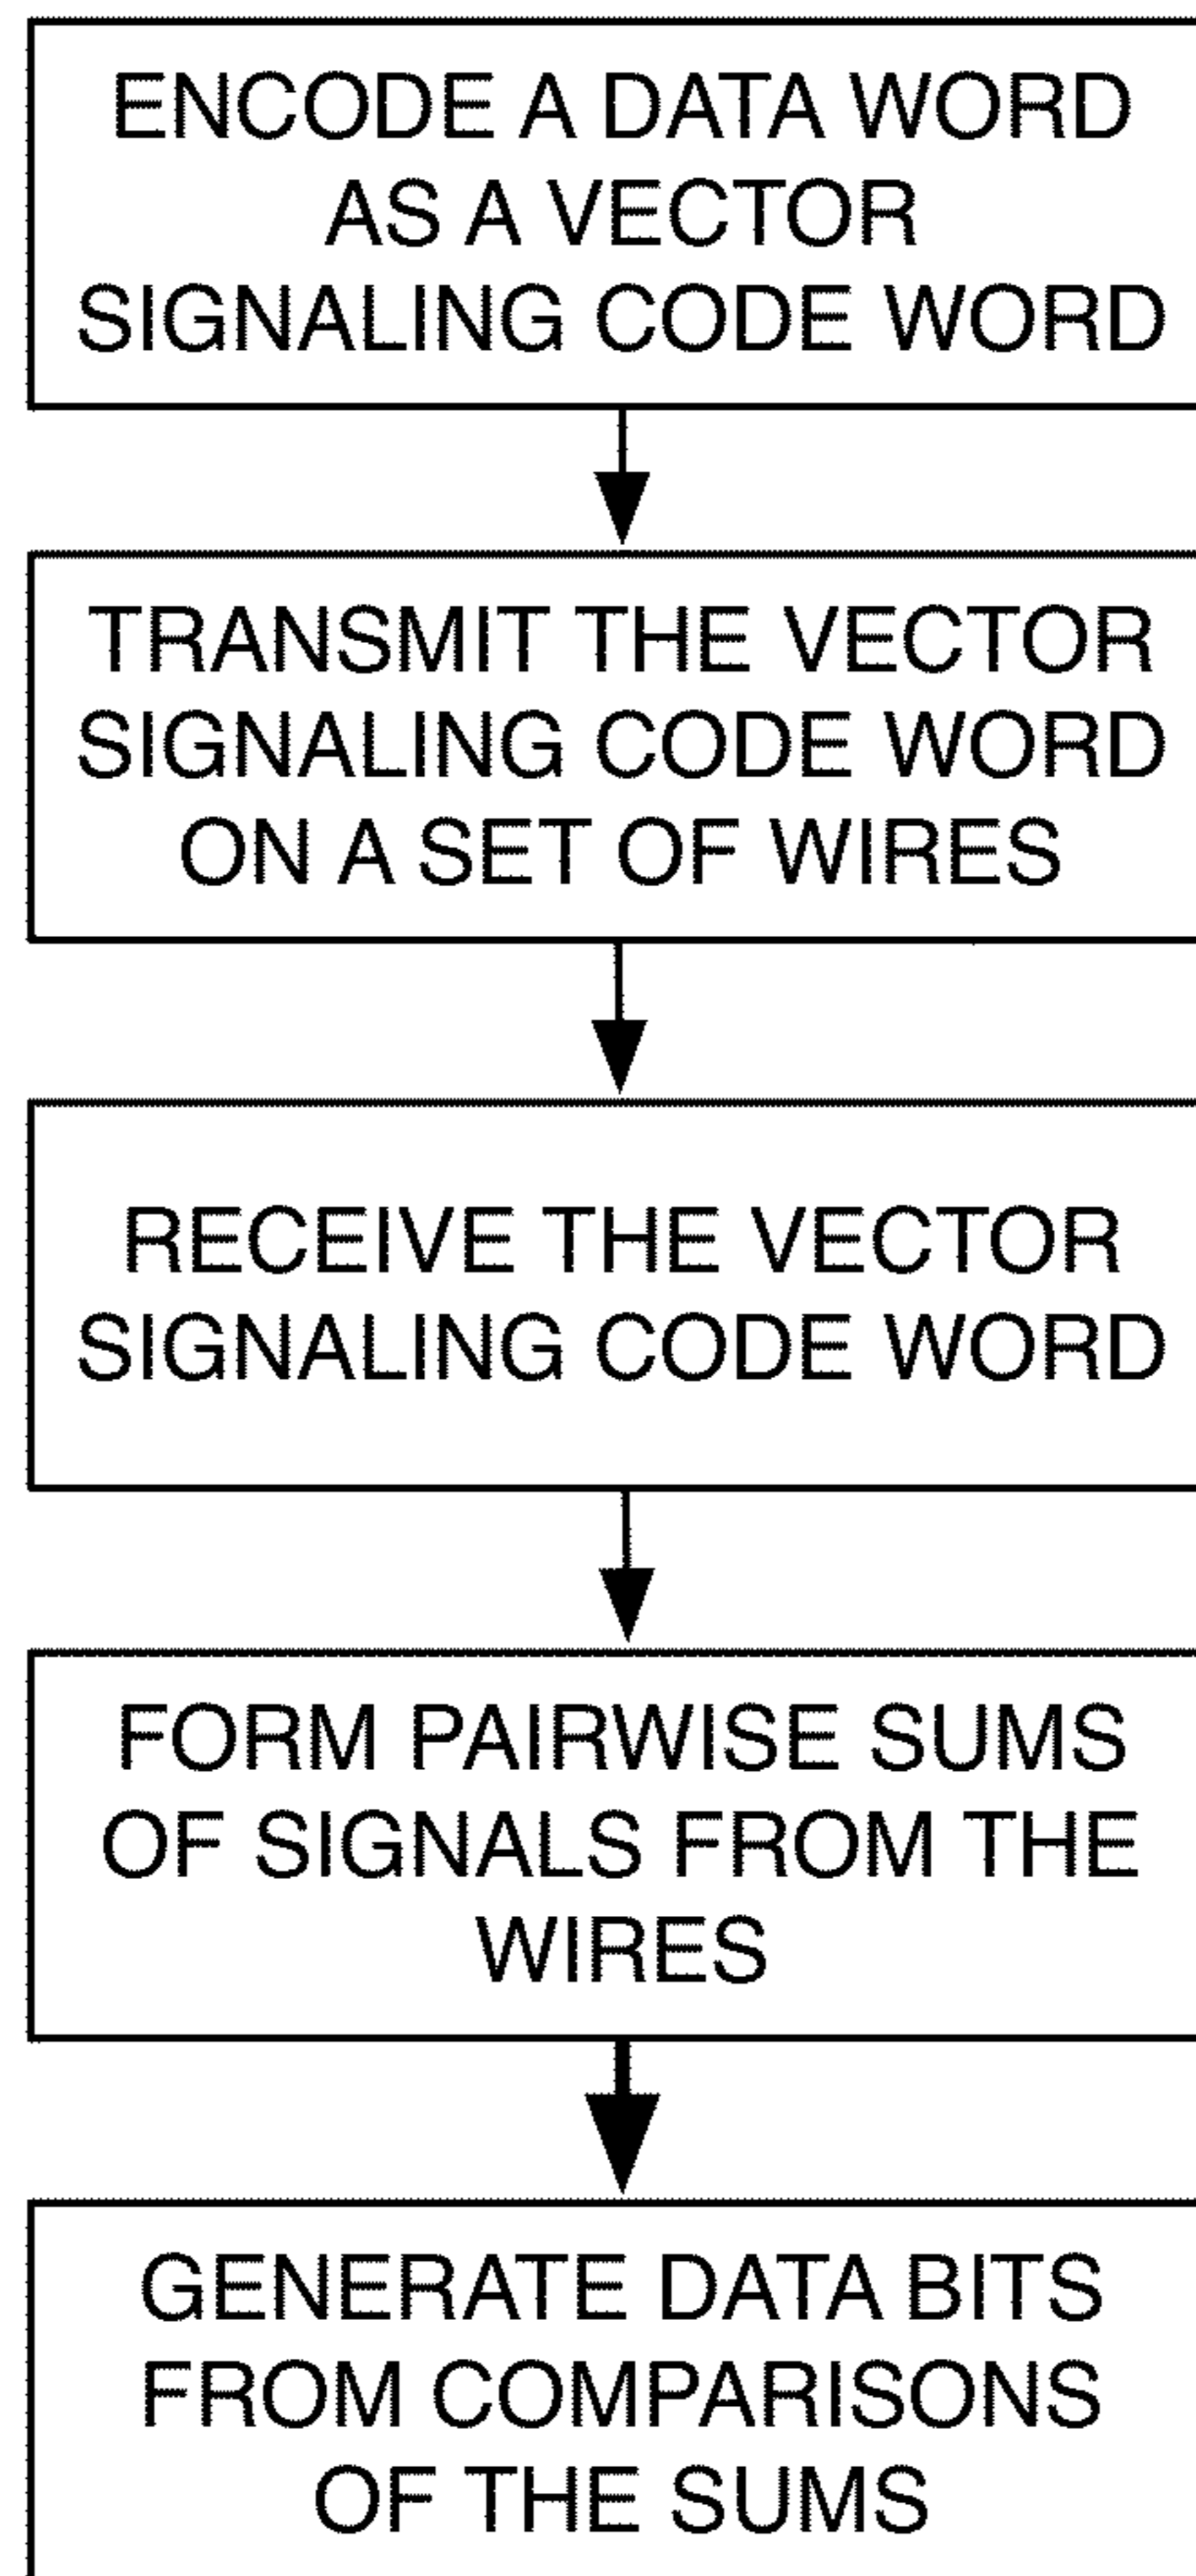 ENCODE A DATA WORD
AS A VECTOR
SIGNALING CODE WORD
TRANSMIT THE VECTOR
SIGNALING CODE WORD
ON A SET OF WIRES
RECEIVE THE VECTOR
SIGNALING CODE WORD
FORM PAIRWISE SUMS
OF SIGNALS FROM THE
WIRES
GENERATE DATA BITS
FROM COMPARISONS
OF THE SUMS